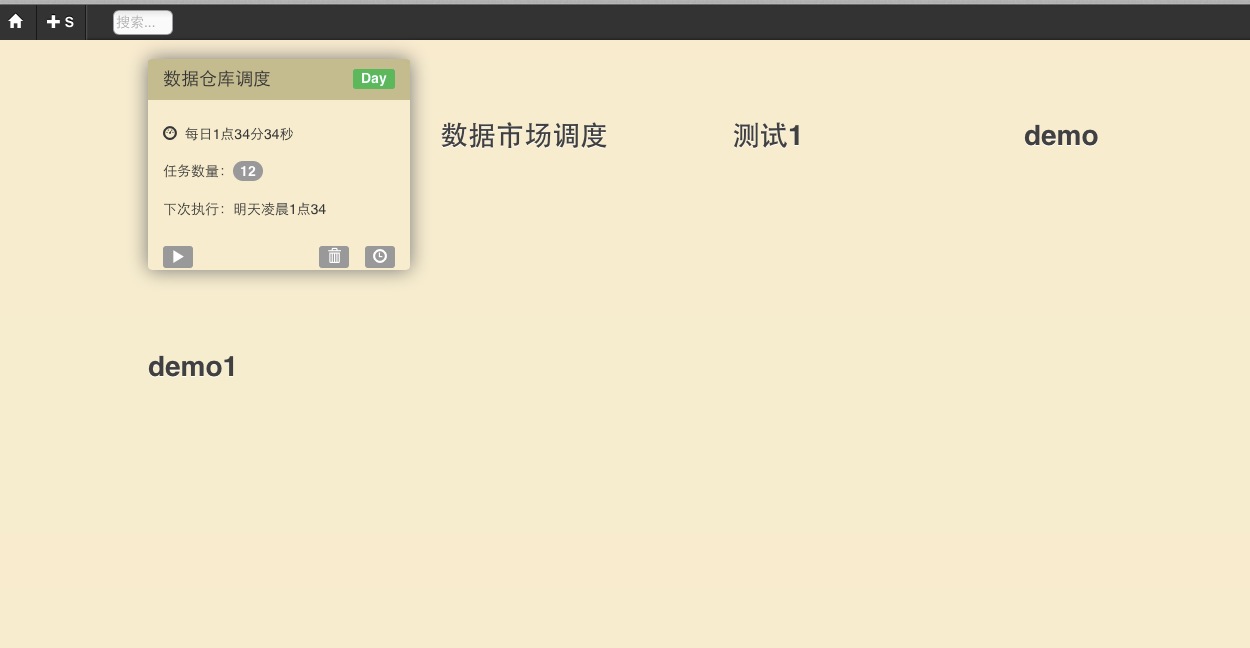 S
搜索...
数据仓库调度 Day
每日1点34分34秒
任务数量: 12
下次执行: 明天凌晨1点34
数据市场调度
测试1
demo
demo1